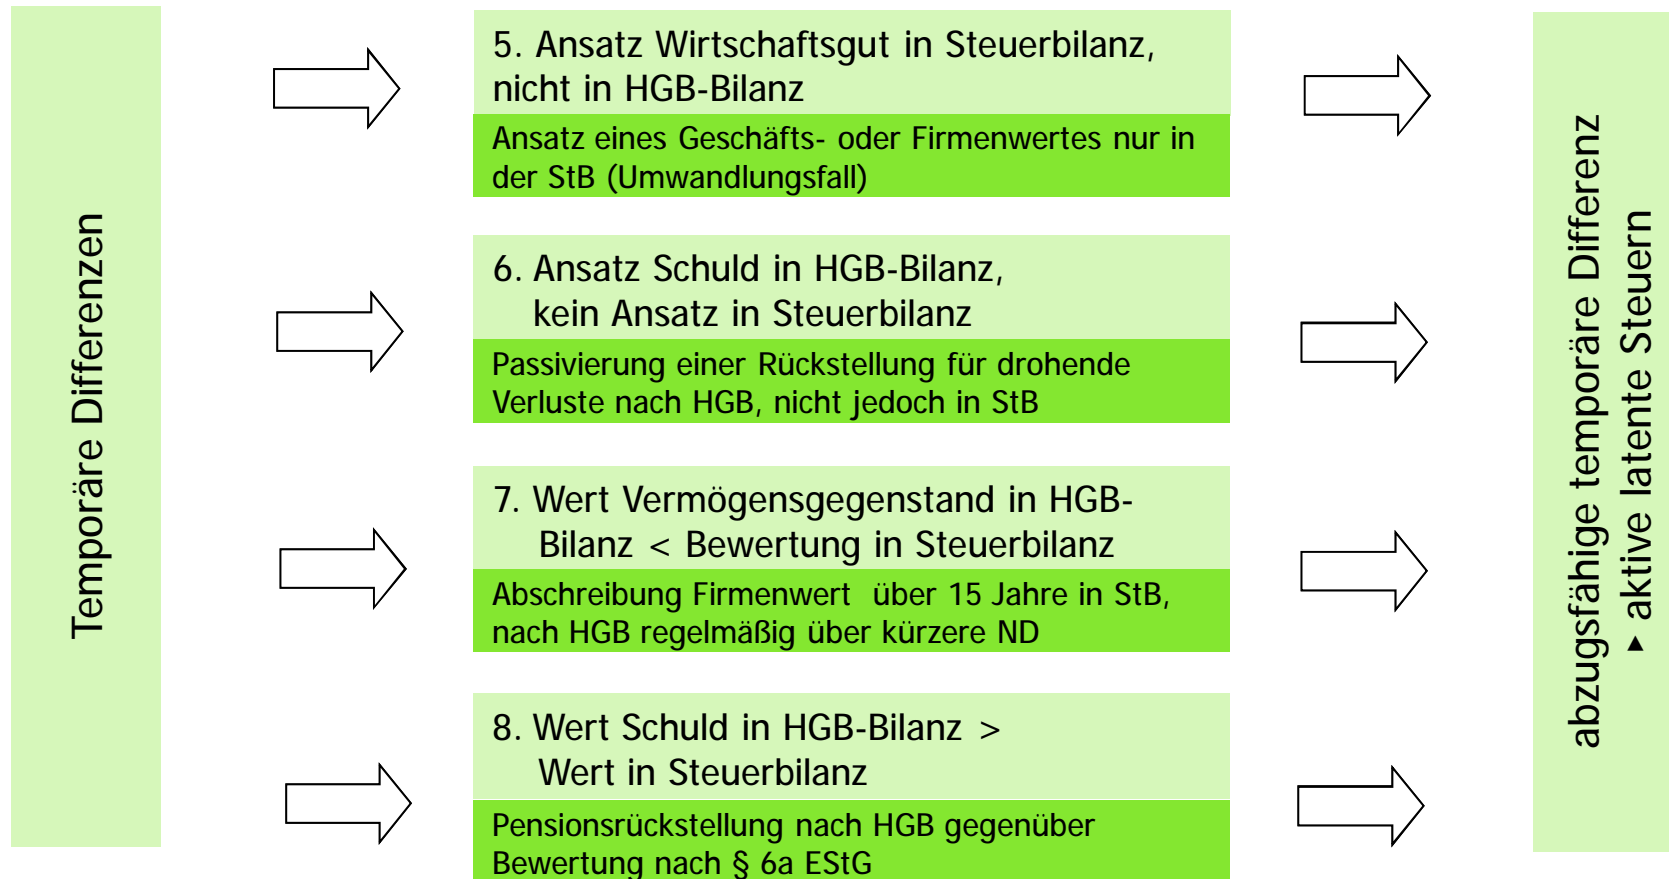 Temporäre Differenzen
5. Ansatz Wirtschaftsgut in Steuerbilanz,
nicht in HGB-Bilanz
Ansatz eines Geschäfts- oder Firmenwertes nur in
der StB (Umwandlungsfall)
6. Ansatz Schuld in HGB-Bilanz,
kein Ansatz in Steuerbilanz
Passivierung einer Rückstellung für drohende
Verluste nach HGB, nicht jedoch in StB
7. Wert Vermögensgegenstand in HGB-
Bilanz < Bewertung in Steuerbilanz
Abschreibung Firmenwert über 15 Jahre in StB,
nach HGB regelmäßig über kürzere ND
8. Wert Schuld in HGB-Bilanz >
Wert in Steuerbilanz
Pensionsrückstellung nach HGB gegenüber
Bewertung nach § 6a EStG
abzugsfähige temporäre Differenz
▸ aktive latente Steuern